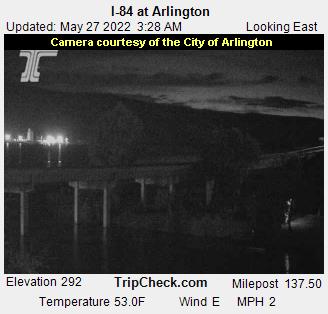 I-84 at Arlington
Updated: May 27 2022 3:28 AM Looking East
Camera courtesy of the City of Arlington
Elevation 292 TripCheck.com Milepost 137.50
Temperature 53.0F Wind E MPH 2